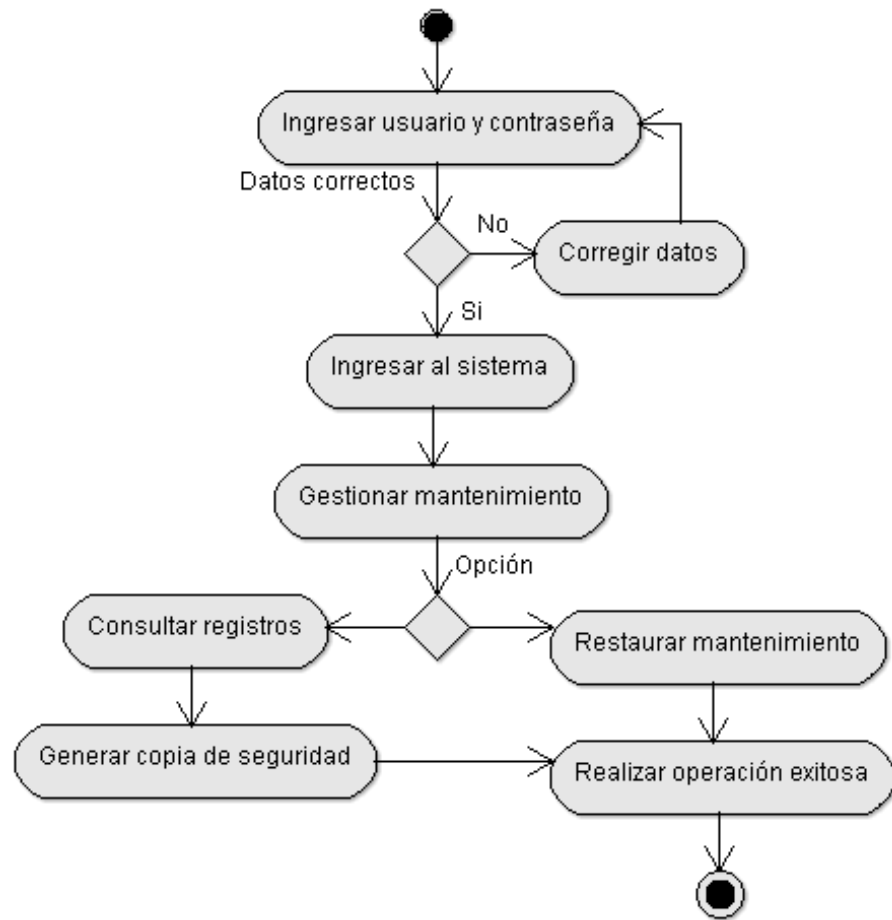 Ingresar usuario y contraseña
Datos correctos
No
Corregir datos
Si
Ingresar al sistema
Gestionar mantenimiento
Opción
Consultar registros
Restaurar mantenimiento
Generar copia de seguridad
Realizar operación exitosa